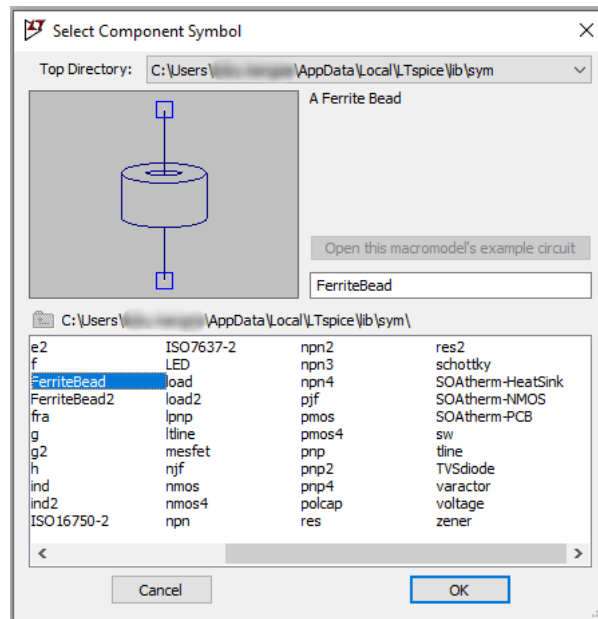 Select Component Symbol
Top Directory: C:\Users\ \AppData\Local\LTspice\lib\sym
A Ferrite Bead
Open this macromodel's example circuit
FerriteBead
C:\Users\ \AppData\Local\LTspice\lib\sym\
e2 ISO7637-2 npn2 res2
f LED npn3 schottky
FerriteBead load npn4 SOAtherm-HeatSink
FerriteBead2 load2 pjf SOAtherm-NMOS
fra lpnp pmos SOAtherm-PCB
g ltline pmos4 sw
g2 mesfet pnp tline
h njf pnp2 TVSdiode
ind nmos pnp4 varactor
ind2 nmos4 polcap voltage
ISO16750-2 npn res zener
Cancel OK